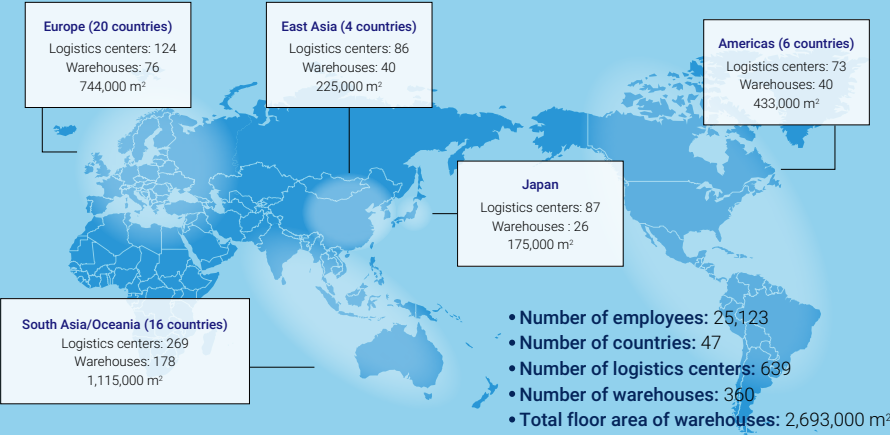 Europe (20 countries)
Logistics centers: 124
Warehouses: 76
744,000 m²
East Asia (4 countries)
Logistics centers: 86
Warehouses: 40
225,000 m²
Americas (6 countries)
Logistics centers: 73
Warehouses: 40
433,000 m²
Japan
Logistics centers: 87
Warehouses : 26
175,000 m²
South Asia/Oceania (16 countries)
Logistics centers: 269
Warehouses: 178
1,115,000 m²
• Number of employees: 25,123
• Number of countries: 47
• Number of logistics centers: 639
• Number of warehouses: 360
• Total floor area of warehouses: 2,693,000 m²